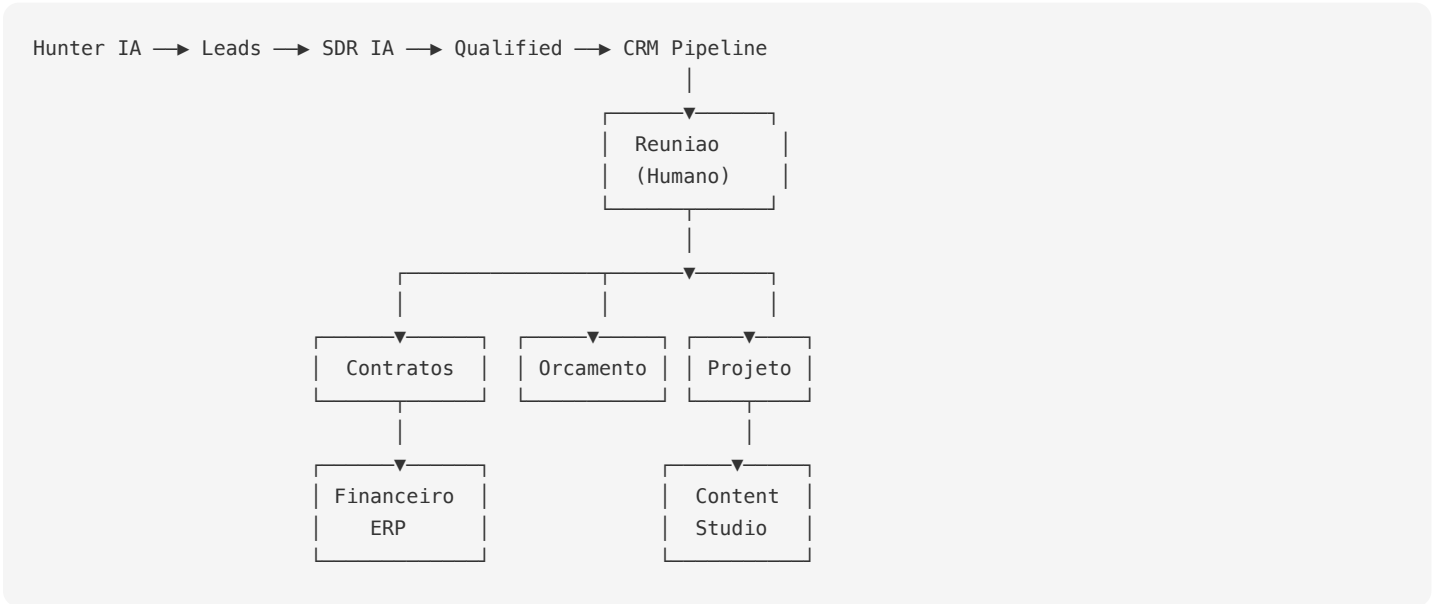 Hunter IA ──▶ Leads ──▶ SDR IA ──▶ Qualified ──▶ CRM Pipeline
Reuniao
(Humano)
Contratos Orcamento Projeto
Financeiro Content
ERP Studio